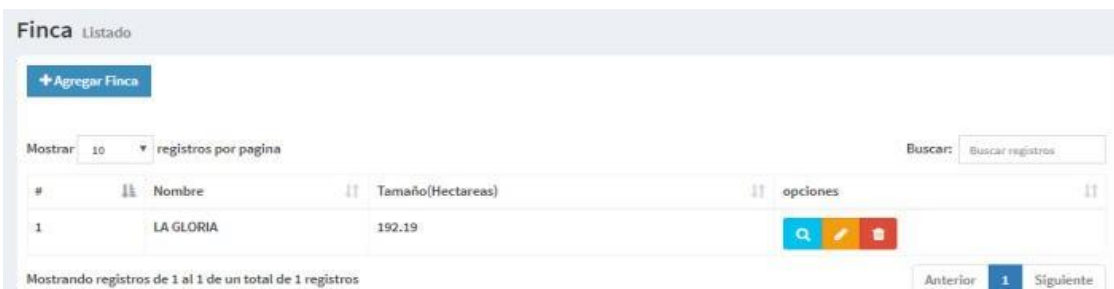 Finca Listado
+Agregar Finca
Mostrar 10 registros por pagina Buscar: Buscar registros
# Nombre Tamaño(Hectareas) opciones
1 LA GLORIA 192.19
Mostrando registros de 1 al 1 de un total de 1 registros Anterior 1 Siguiente